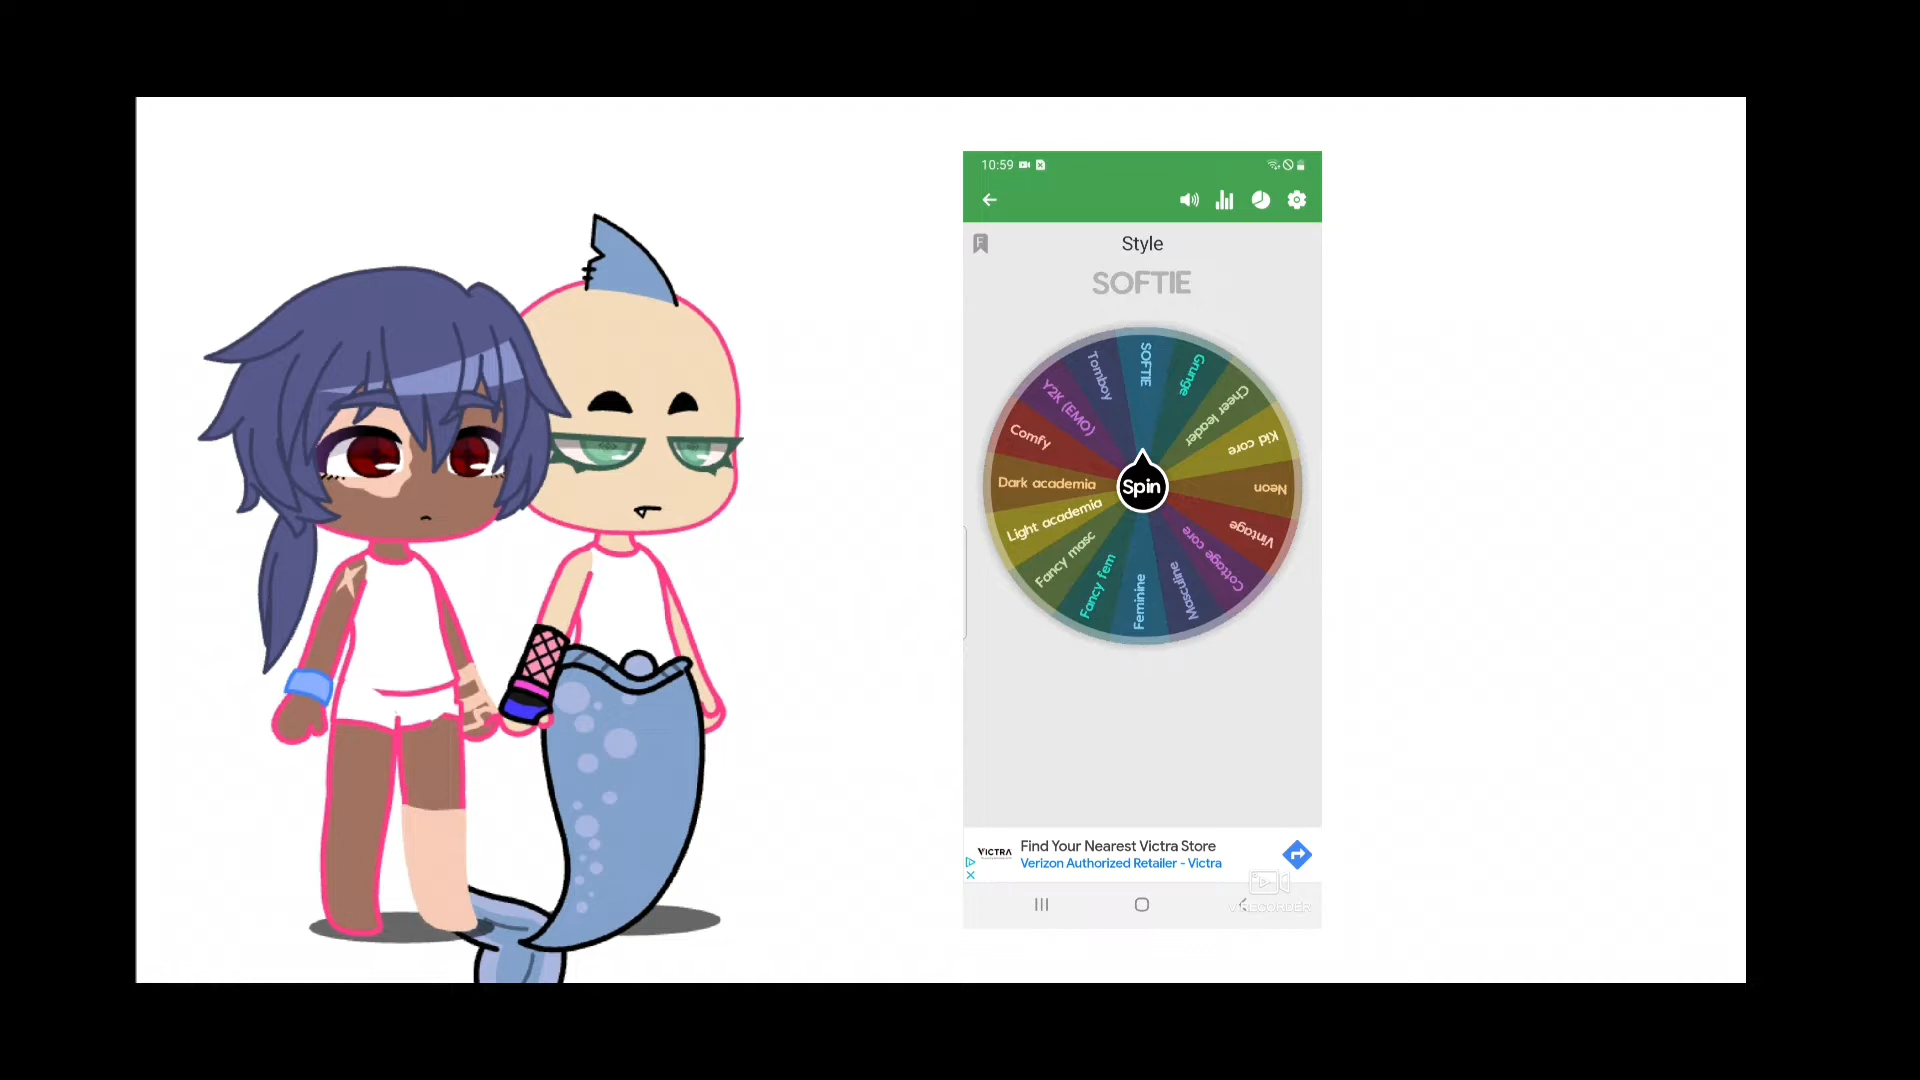 10:59
Style
SOFTIE
SOFTIE
Grunge
Cheer leader
Kid core
Neon
Vintage
Cottage core
Masculine
Feminine
Fancy fem
Fancy masc
Light academia
Dark academia
Comfy
Y2K (EMO)
Tomboy
Spin
VICTRA
Find Your Nearest Victra Store
Verizon Authorized Retailer - Victra